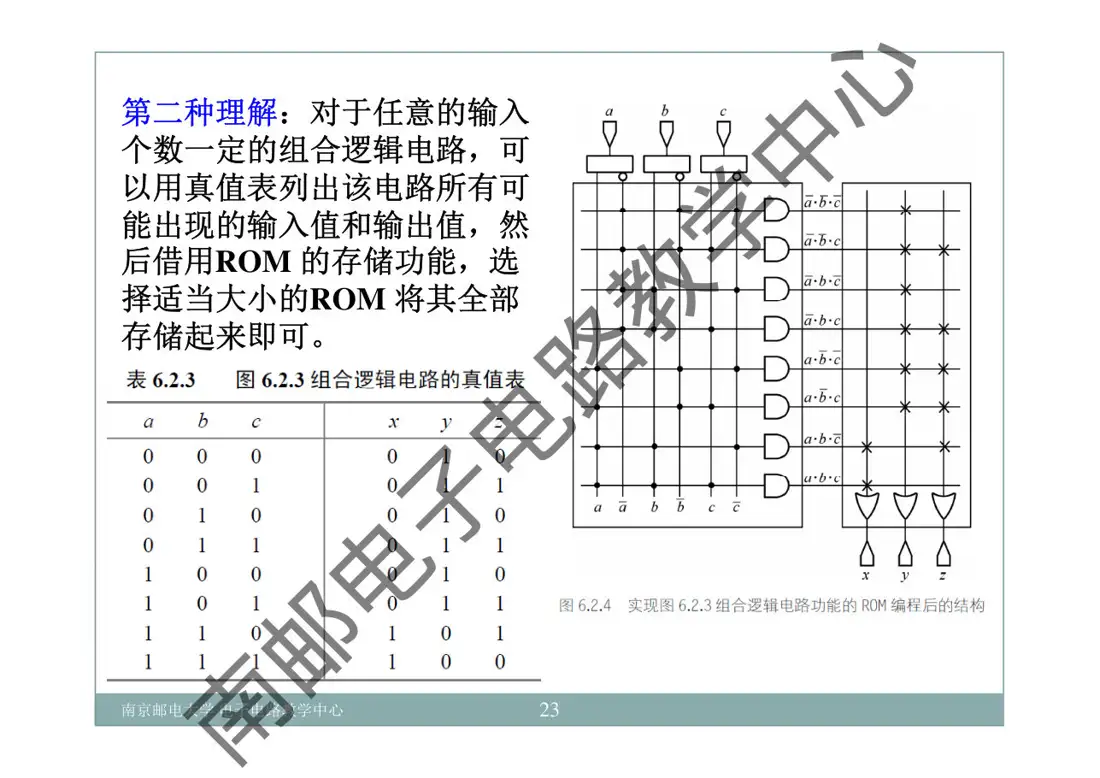 第二种理解：对于任意的输入
个数一定的组合逻辑电路，可
以用真值表列出该电路所有可
能出现的输入值和输出值，然
后借用ROM 的存储功能，选
择适当大小的ROM 将其全部
存储起来即可。
表 6.2.3 图 6.2.3 组合逻辑电路的真值表
a b c x y z
0 0 0 0 1 0
0 0 1 0 1 1
0 1 0 0 1 0
0 1 1 0 1 1
1 0 0 0 1 0
1 0 1 0 1 1
1 1 0 1 0 1
1 1 1 1 0 0
a b c
a̅·b̅·c
a̅·b̅·c
a̅·b·c̅
a̅·b·c
a·b̅·c̅
a·b̅·c
a·b·c̅
a·b·c
a a̅ b b̅ c c̅
x y z
图 6.2.4 实现图 6.2.3 组合逻辑电路功能的 ROM 编程后的结构
南京邮电大学 电子电路教学中心
23
南邮电子电路教学中心